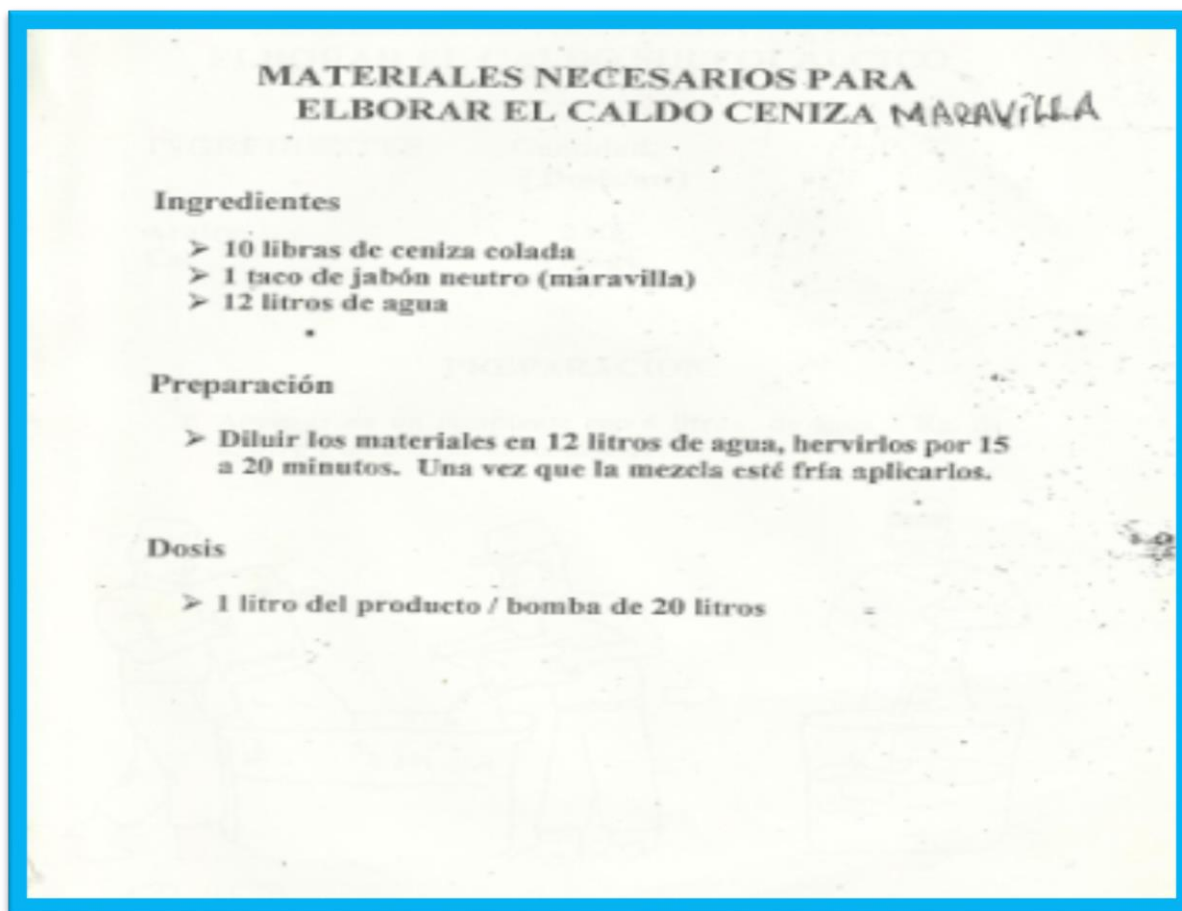 MATERIALES NECESARIOS PARA
ELBORAR EL CALDO CENIZA MARAVILLA
Ingredientes
➢ 10 libras de ceniza colada
➢ 1 taco de jabón neutro (maravilla)
➢ 12 litros de agua
Preparación
➢ Diluir los materiales en 12 litros de agua, hervirlos por 15
a 20 minutos. Una vez que la mezcla esté fría aplicarlos.
Dosis
➢ 1 litro del producto / bomba de 20 litros